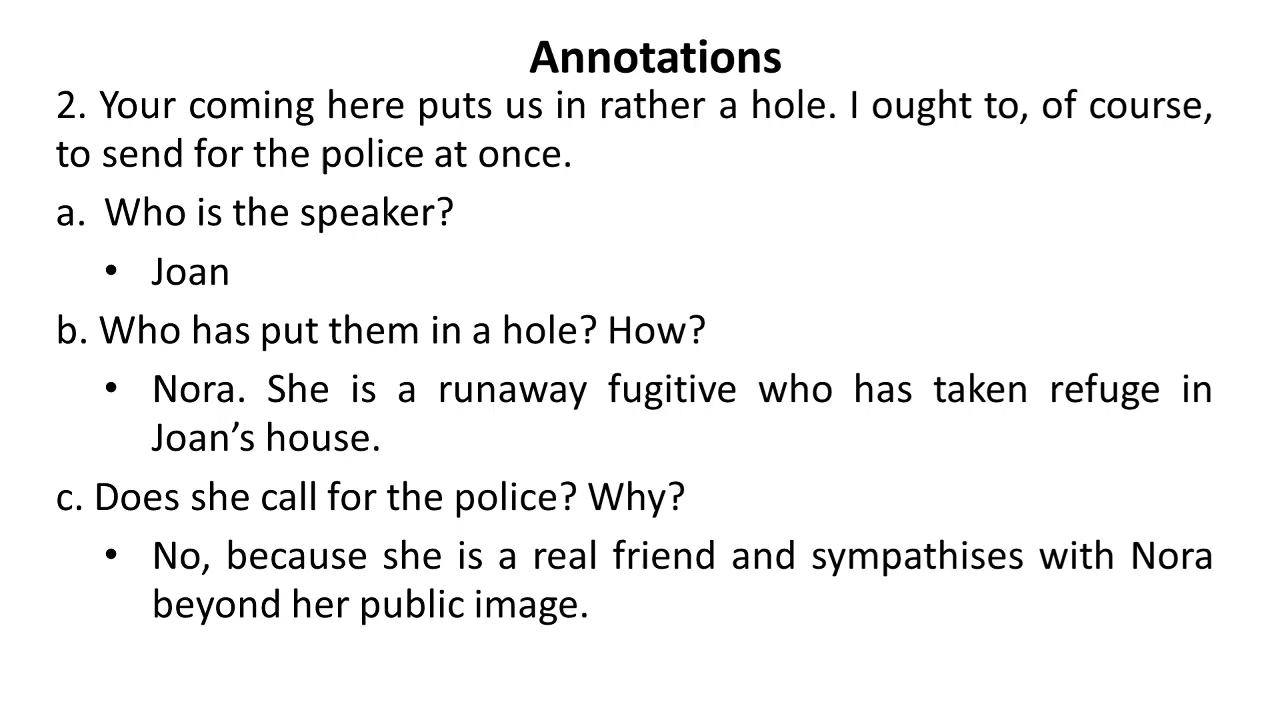 Annotations
2. Your coming here puts us in rather a hole. I ought to, of course,
to send for the police at once.
a. Who is the speaker?
• Joan
b. Who has put them in a hole? How?
• Nora. She is a runaway fugitive who has taken refuge in
Joan’s house.
c. Does she call for the police? Why?
• No, because she is a real friend and sympathises with Nora
beyond her public image.